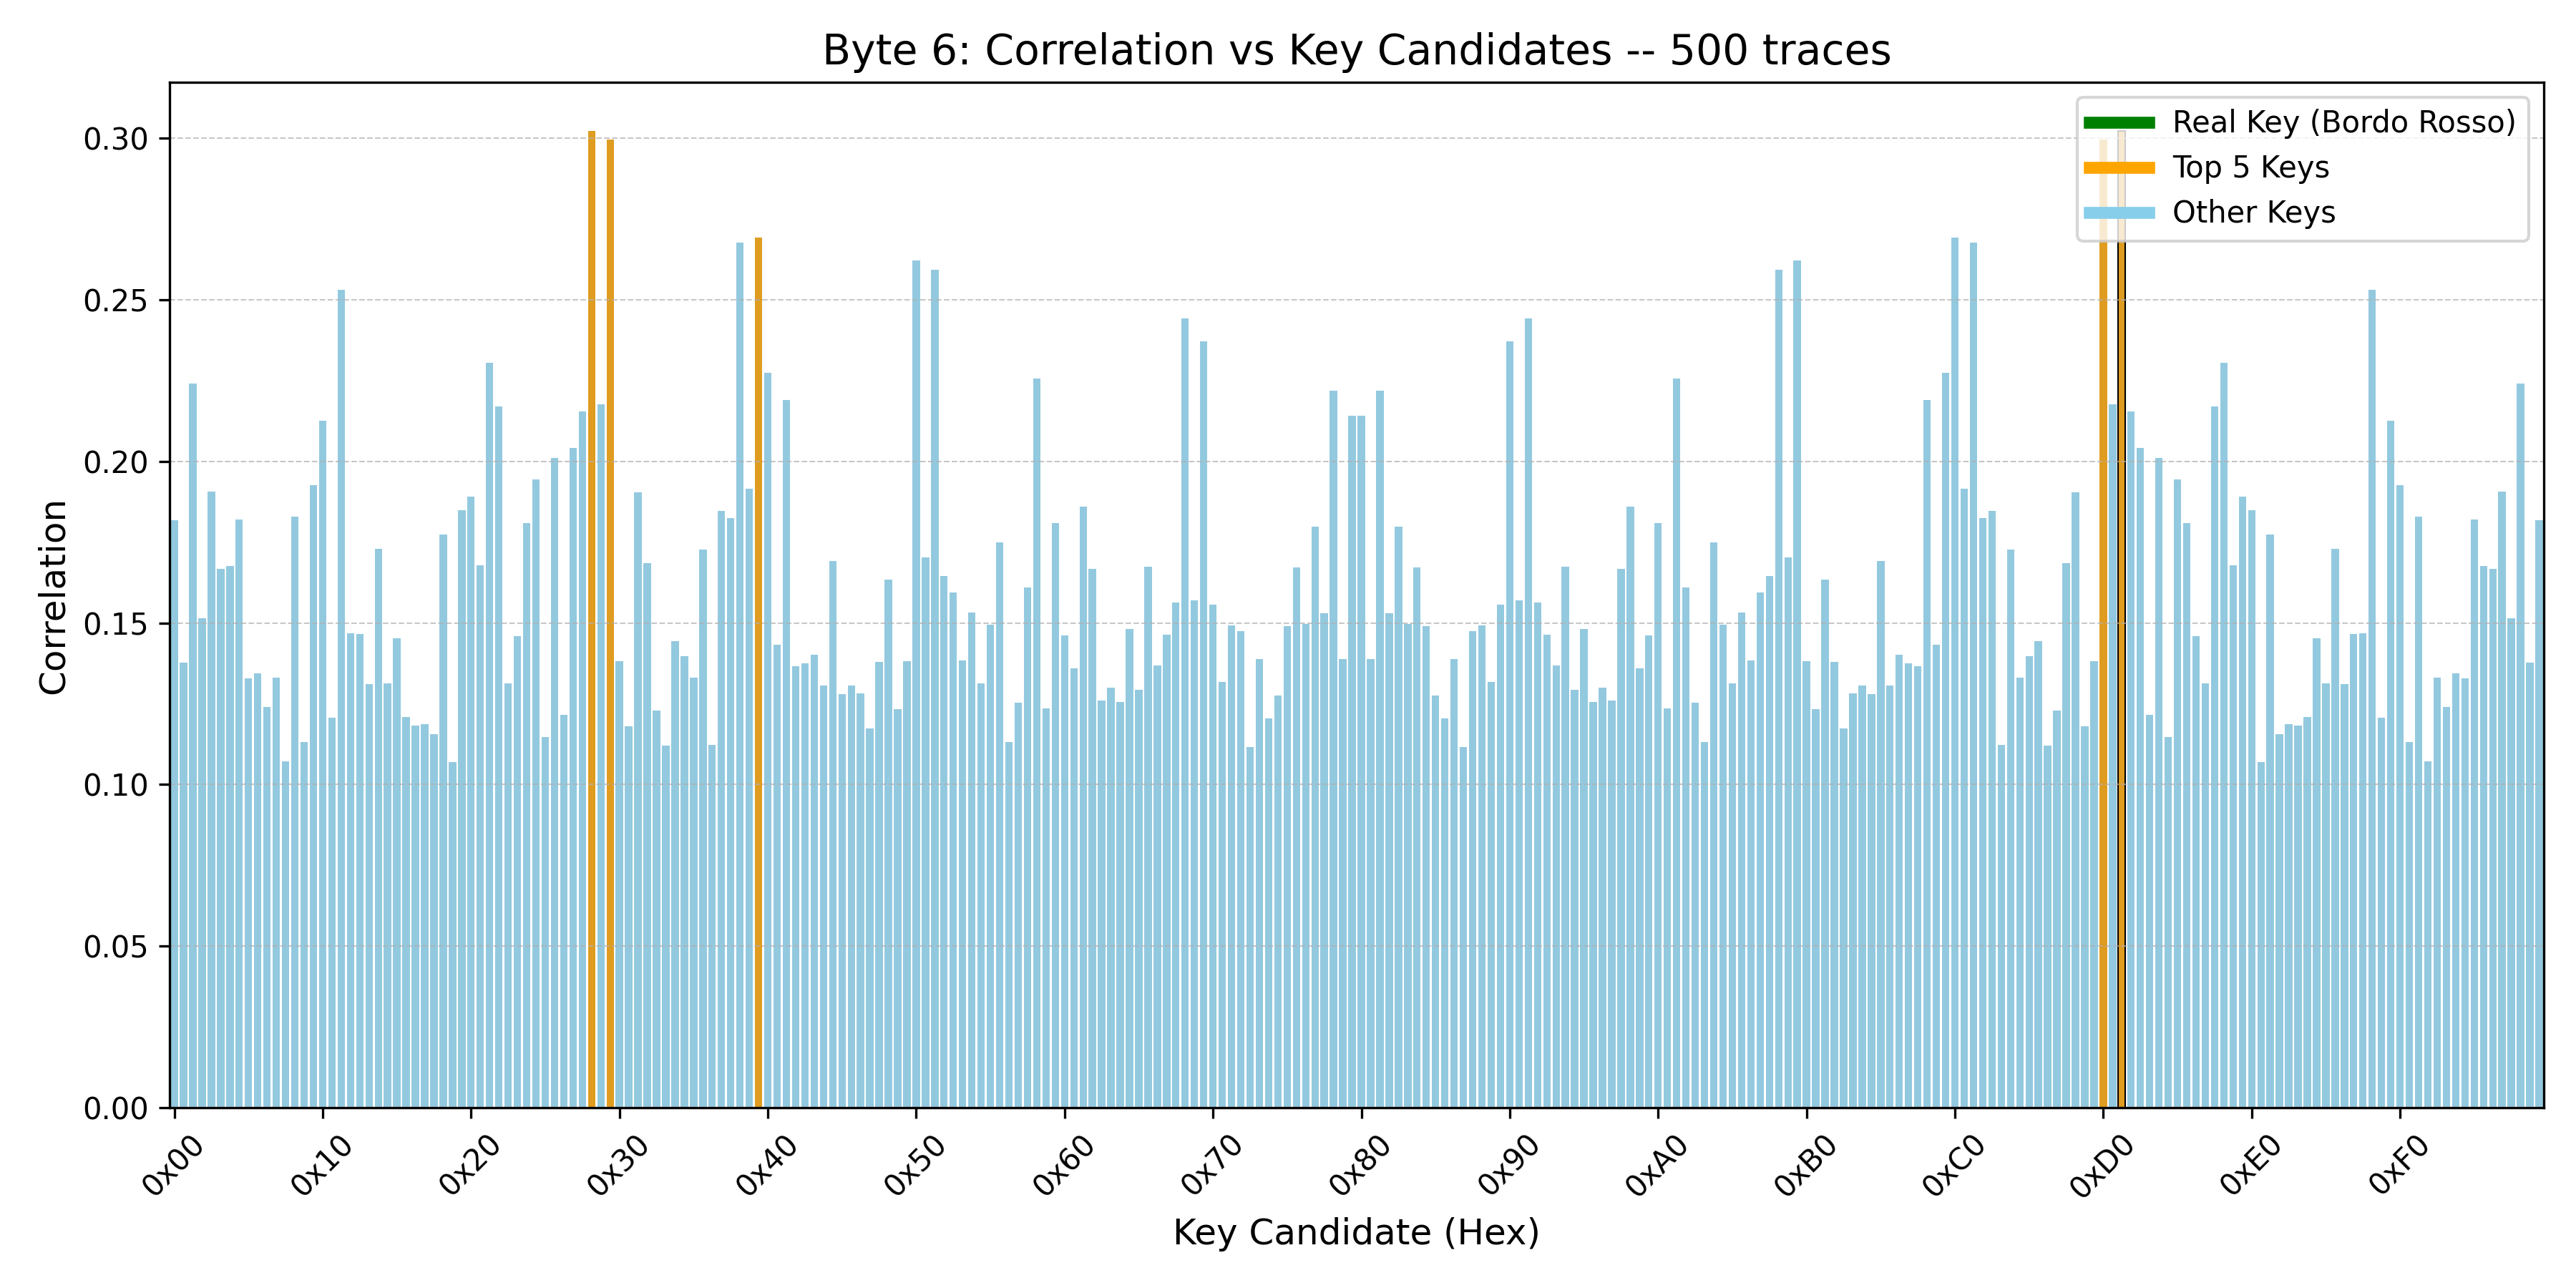 Byte 6: Correlation vs Key Candidates -- 500 traces
Real Key (Bordo Rosso)
Top 5 Keys
Other Keys
Correlation
0.30
0.25
0.20
0.15
0.10
0.05
0.00
0x00
0x10
0x20
0x30
0x40
0x50
0x60
0x70
0x80
0x90
0xA0
0xB0
0xC0
0xD0
0xE0
0xF0
Key Candidate (Hex)